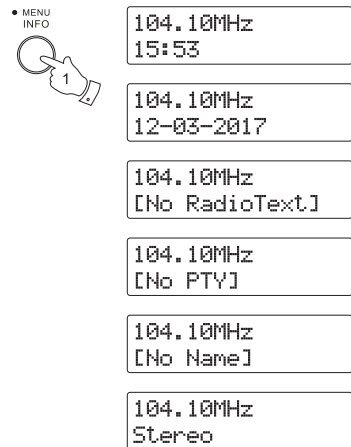 • MENU
INFO
1
104.10MHz
15:53
104.10MHz
12-03-2017
104.10MHz
[No RadioText]
104.10MHz
[No PTY]
104.10MHz
[No Name]
104.10MHz
Stereo